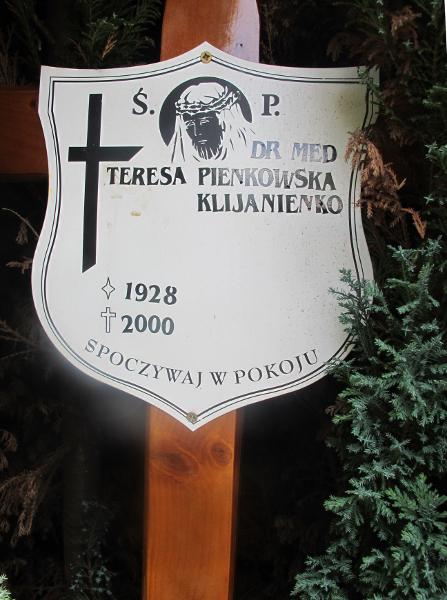 Ś. P.
DR MED
TERESA PIENKOWSKA
KLIJANIENKO
1928
2000
SPOCZYWAJ W POKOJU